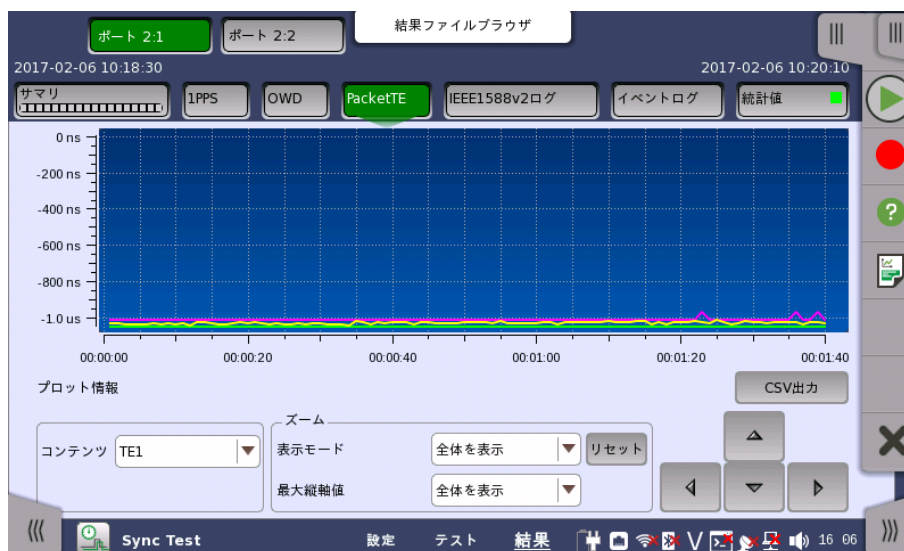 結果ファイルブラウザ
ポート 2:1
ポート 2:2
2017-02-06 10:18:30
2017-02-06 10:20:10
サマリ
1PPS
OWD
PacketTE
IEEE1588v2ログ
イベントログ
統計値
0 ns
-200 ns
-400 ns
-600 ns
-800 ns
-1.0 us
00:00:00
00:00:20
00:00:40
00:01:00
00:01:20
00:01:40
プロット情報
CSV出力
コンテンツ
TE1
ズーム
表示モード
全体を表示
リセット
最大縦軸値
全体を表示
Sync Test
設定
テスト
結果
16 06